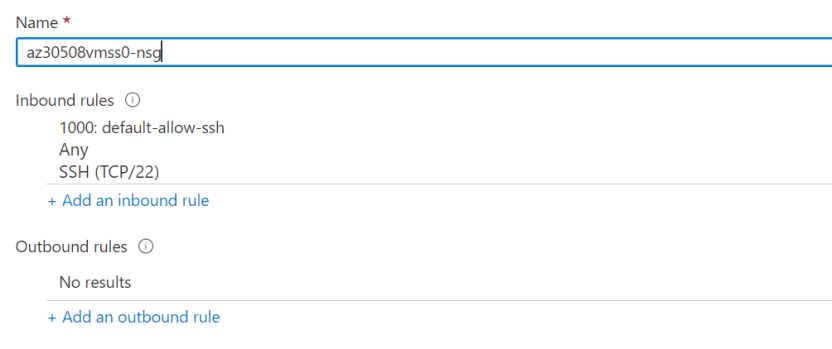 Name *
az30508vmss0-nsg
Inbound rules
1000: default-allow-ssh
Any
SSH (TCP/22)
+ Add an inbound rule
Outbound rules
No results
+ Add an outbound rule